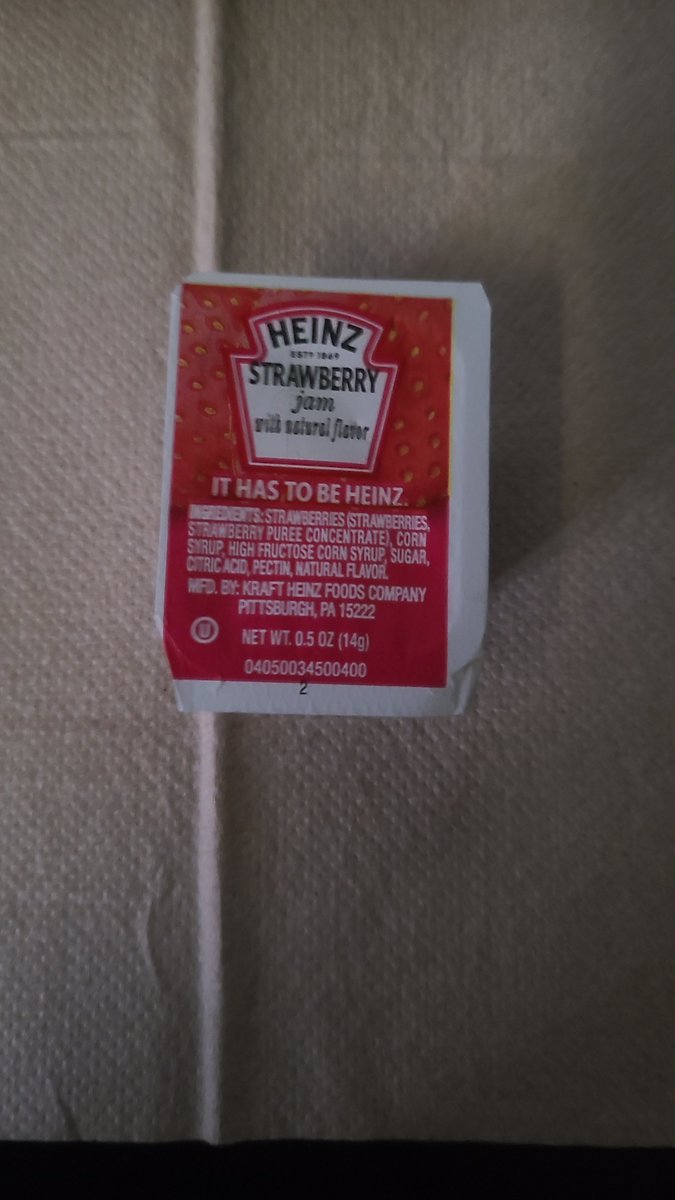 HEINZ
ESTD 1869
STRAWBERRY
jam
with natural flavor
IT HAS TO BE HEINZ.
INGREDIENTS: STRAWBERRIES (STRAWBERRIES,
STRAWBERRY PUREE CONCENTRATE), CORN
SYRUP, HIGH FRUCTOSE CORN SYRUP, SUGAR,
CITRIC ACID, PECTIN, NATURAL FLAVOR.
MFD. BY: KRAFT HEINZ FOODS COMPANY
PITTSBURGH, PA 15222
U
NET WT. 0.5 OZ (14g)
04050034500400
2